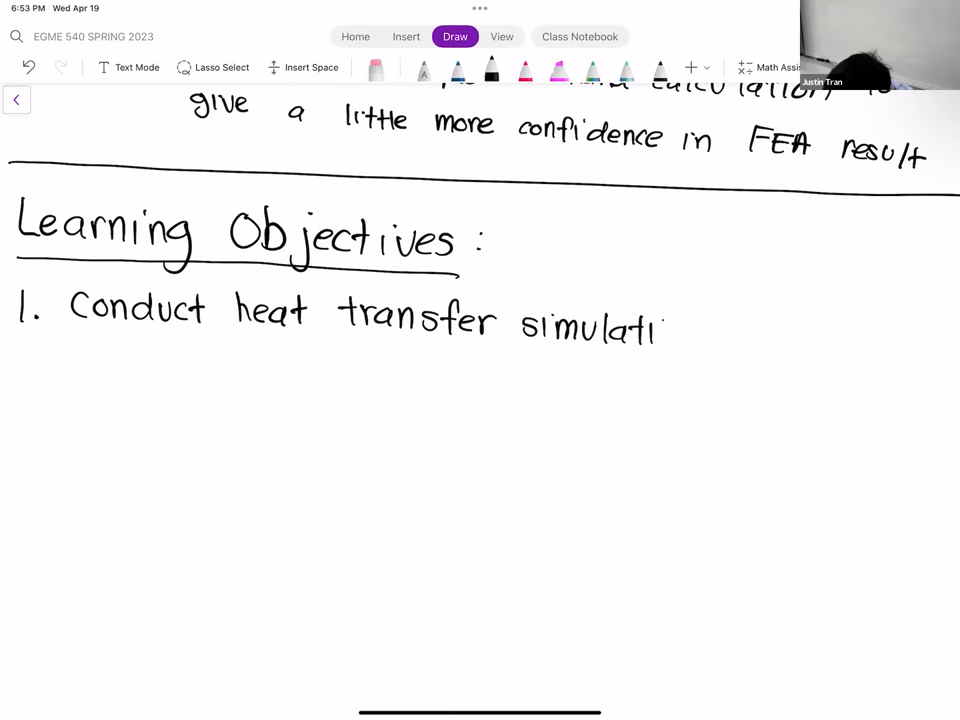 6:53 PM Wed Apr 19
EGME 540 SPRING 2023
Home Insert Draw View Class Notebook
Text Mode Lasso Select Insert Space Math Assis
Justin Tran
give a little more confidence in FEA result
Learning Objectives :
1. Conduct heat transfer simulati